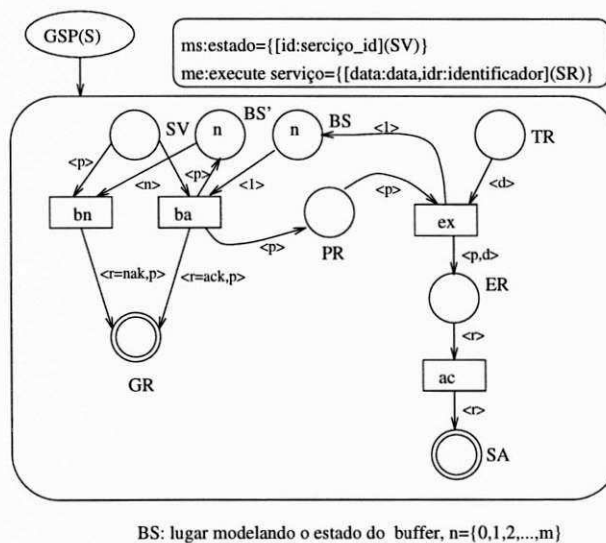 GSP(S)
ms:estado={[id:serciço_id](SV)}
me:execute serviço={[data:data,idr:identificador](SR)}
SV
BS'
n
BS
n
<1>
TR
<p>
<n>
<p>
<1>
<p>
<d>
bn
ba
<p>
PR
ex
<r=nak,p>
<r=ack,p>
<p,d>
ER
<r>
GR
ac
<r>
SA
BS: lugar modelando o estado do buffer, n={0,1,2,...,m}